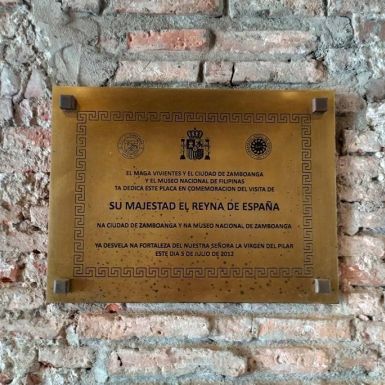 EL MAGA VIVIENTES Y EL CIUDAD DE ZAMBOANGA
Y EL MUSEO NACIONAL DE FILIPINAS
TA DEDICA ESTE PLACA EN COMEMORACION DEL VISITA DE
SU MAJESTAD EL REYNA DE ESPAÑA
NA CIUDAD DE ZAMBOANGA Y NA MUSEO NACIONAL DE ZAMBOANGA
YA DESVELA NA FORTALEZA DEL NUESTRA SEÑORA LA VIRGEN DEL PILAR
ESTE DIA 5 DE JULIO DE 2012